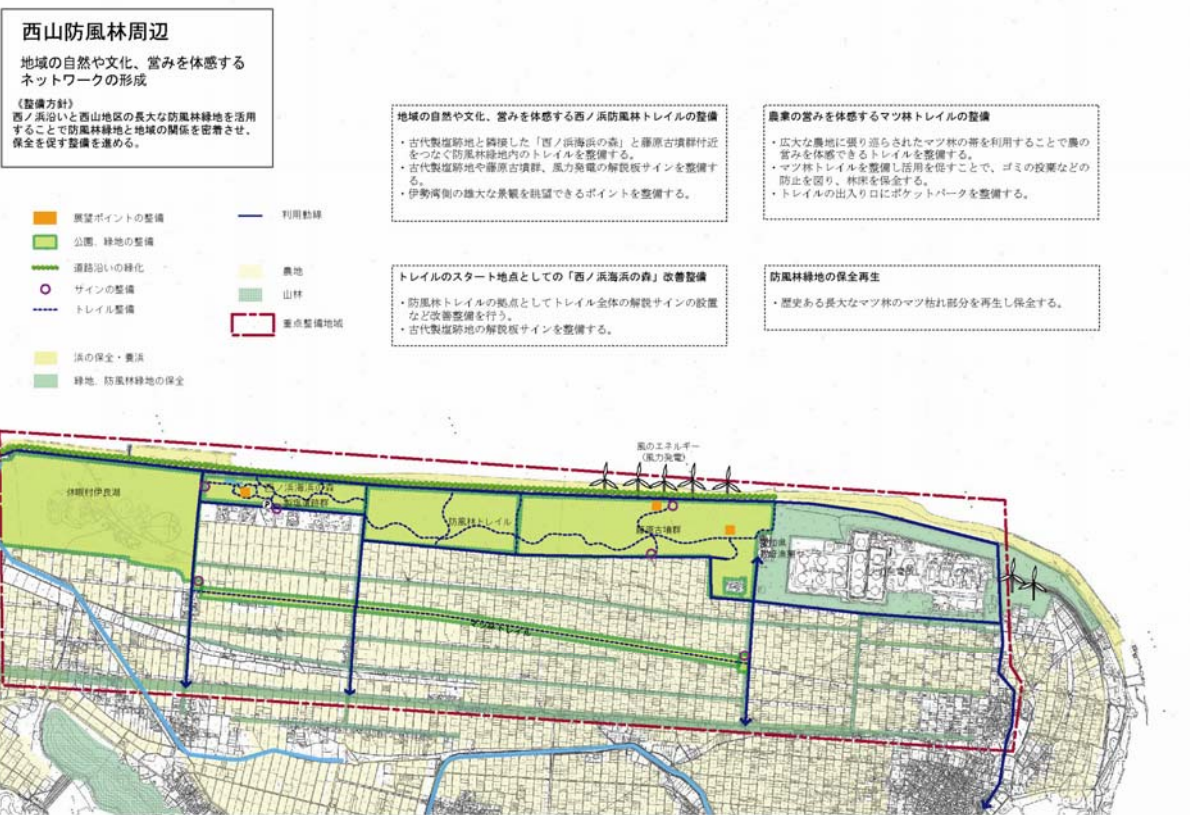 西山防風林周辺
地域の自然や文化、営みを体感する
ネットワークの形成
《整備方針》
西ノ浜沿いと西山地区の長大な防風林緑地を活用
することで防風林緑地と地域の関係を密着させ、
保全を促す整備を進める。
地域の自然や文化、営みを体感する西ノ浜防風林トレイルの整備
・古代製塩跡地と隣接した「西ノ浜海浜の森」と藤原古墳群付近
をつなぐ防風林緑地内のトレイルを整備する。
・古代製塩跡地や藤原古墳群、風力発電の解説板サインを整備す
る。
・伊勢湾側の雄大な景観を眺望できるポイントを整備する。
農業の営みを体感するマツ林トレイルの整備
・広大な農地に張り巡らされたマツ林の帯を利用することで農の
営みを体感できるトレイルを整備する。
・マツ林トレイルを整備し活用を促すことで、ゴミの投棄などの
防止を図り、林床を保全する。
・トレイルの出入り口にポケットパークを整備する。
トレイルのスタート地点としての「西ノ浜海浜の森」改善整備
・防風林トレイルの拠点としてトレイル全体の解説サインの設置
など改善整備を行う。
・古代製塩跡地の解説板サインを整備する。
防風林緑地の保全再生
・歴史ある長大なマツ林のマツ枯れ部分を再生し保全する。
展望ポイントの整備
公園、緑地の整備
道路沿いの緑化
サインの整備
トレイル整備
浜の保全・養浜
緑地、防風林緑地の保全
利用動線
農地
山林
重点整備地域
風のエネルギー
（風力発電）
休暇村伊良湖
西ノ浜海浜の森
防風林トレイル
藤原古墳群
マツ林トレイル